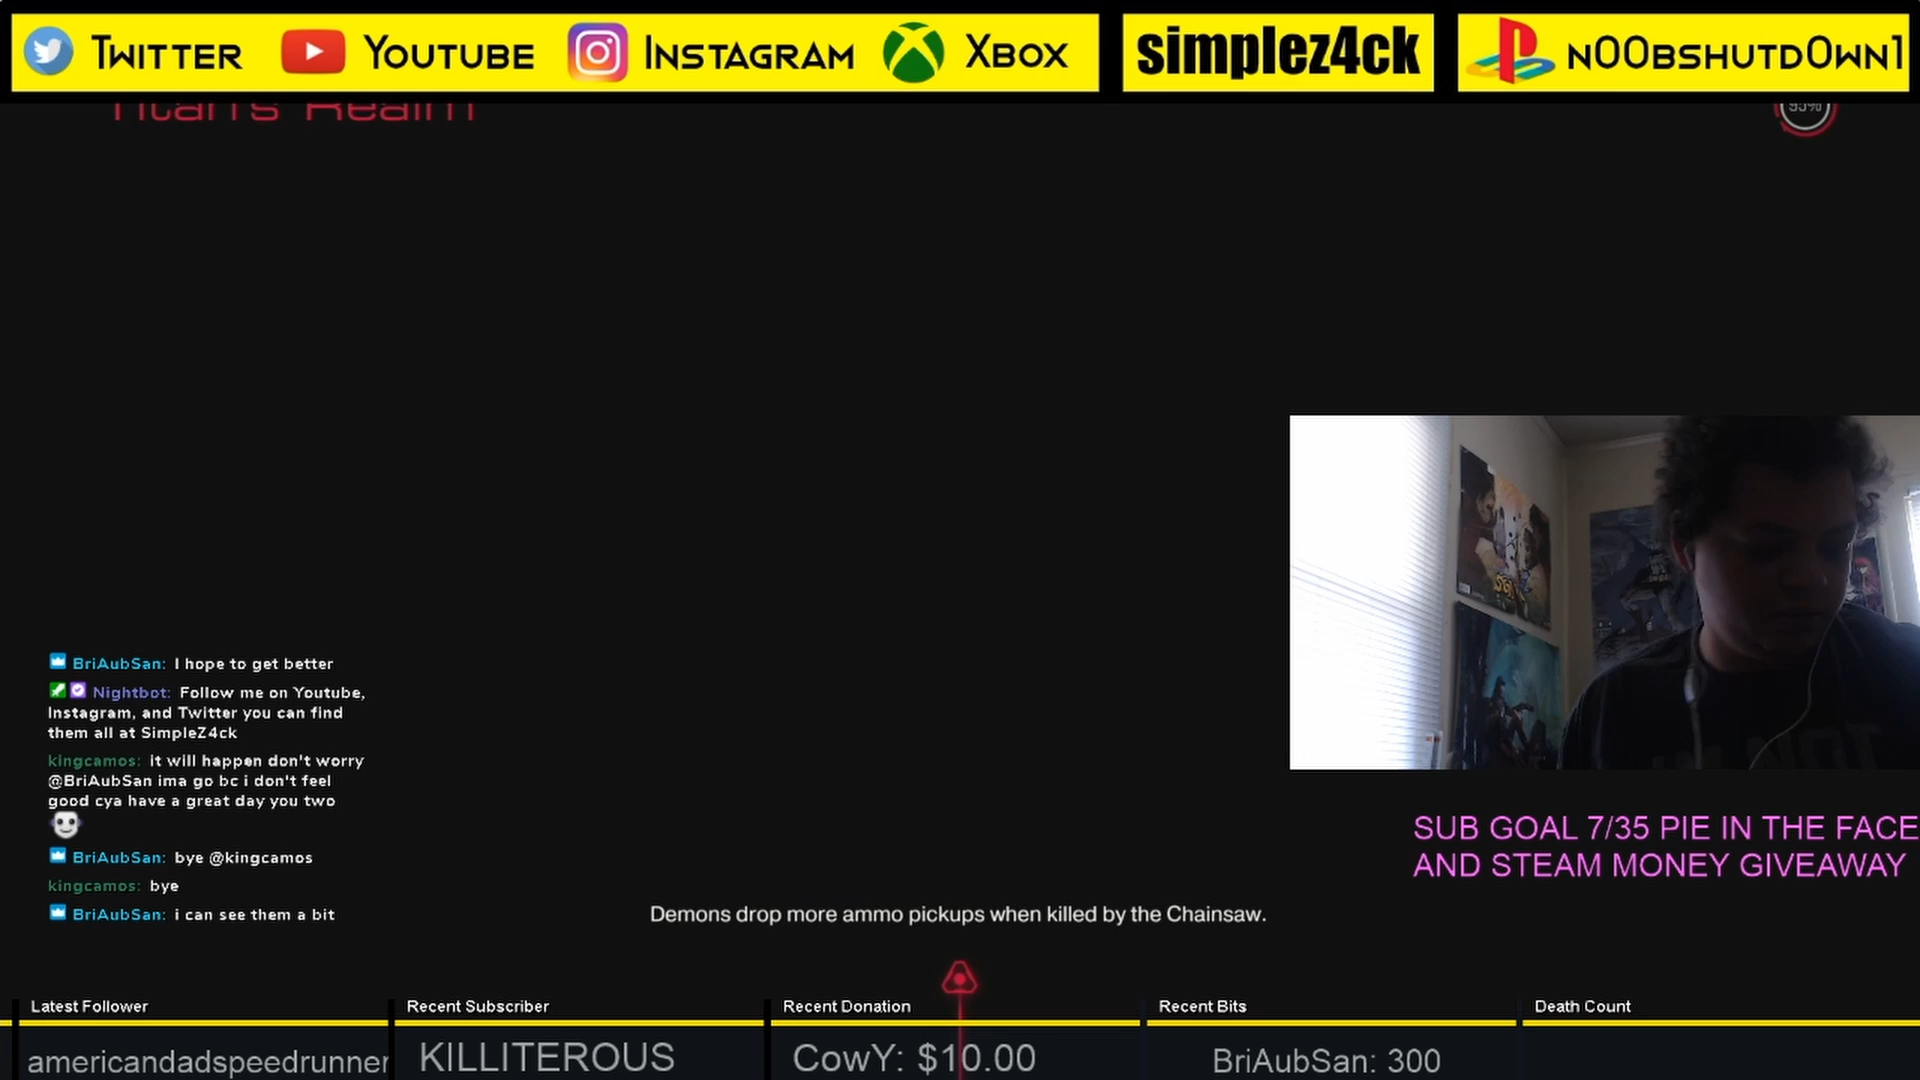 Twitter Youtube Instagram Xbox simplez4ck n00bshutd0wn1
Titan's Realm
95%
BriAubSan: I hope to get better
Nightbot: Follow me on Youtube,
Instagram, and Twitter you can find
them all at SimpleZ4ck
kingcamos: it will happen don't worry
@BriAubSan ima go bc i don't feel
good cya have a great day you two
BriAubSan: bye @kingcamos
kingcamos: bye
BriAubSan: i can see them a bit
SUB GOAL 7/35 PIE IN THE FACE
AND STEAM MONEY GIVEAWAY
Demons drop more ammo pickups when killed by the Chainsaw.
Latest Follower Recent Subscriber Recent Donation Recent Bits Death Count
americandadspeedrunner KILLITEROUS CowY: $10.00 BriAubSan: 300